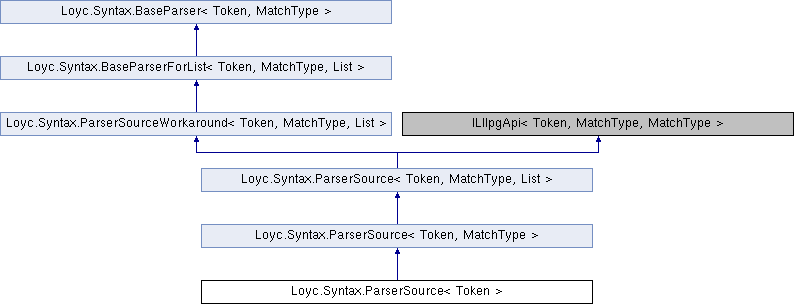 Loyc.Syntax.BaseParser< Token, MatchType >
Loyc.Syntax.BaseParserForList< Token, MatchType, List >
Loyc.Syntax.ParserSourceWorkaround< Token, MatchType, List >
ILllpgApi< Token, MatchType, MatchType >
Loyc.Syntax.ParserSource< Token, MatchType, List >
Loyc.Syntax.ParserSource< Token, MatchType >
Loyc.Syntax.ParserSource< Token >